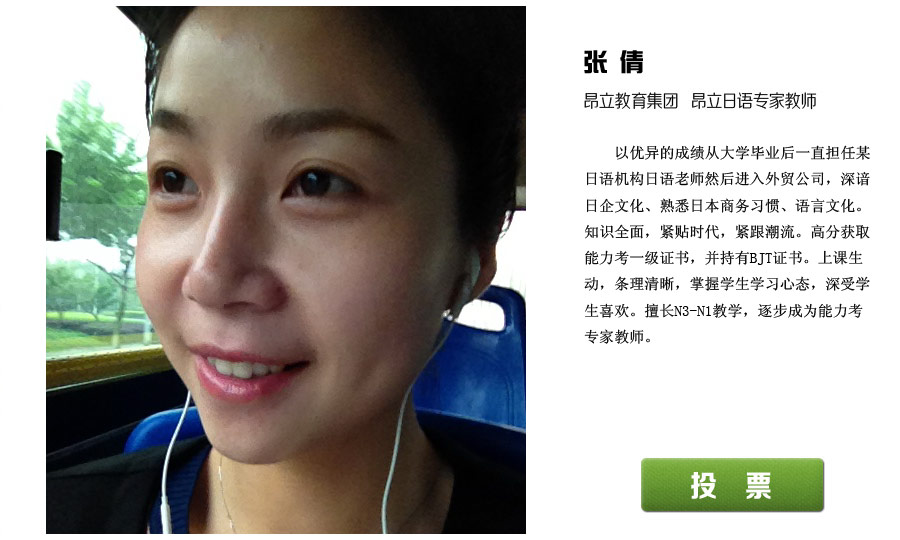 张 倩
昂立教育集团 昂立日语专家教师
以优异的成绩从大学毕业后一直担任某
日语机构日语老师然后进入外贸公司，深谙
日企文化、熟悉日本商务习惯、语言文化。
知识全面，紧贴时代，紧跟潮流。高分获取
能力考一级证书，并持有BJT证书。上课生
动，条理清晰，掌握学生学习心态，深受学
生喜欢。擅长N3-N1教学，逐步成为能力考
专家教师。
投 票